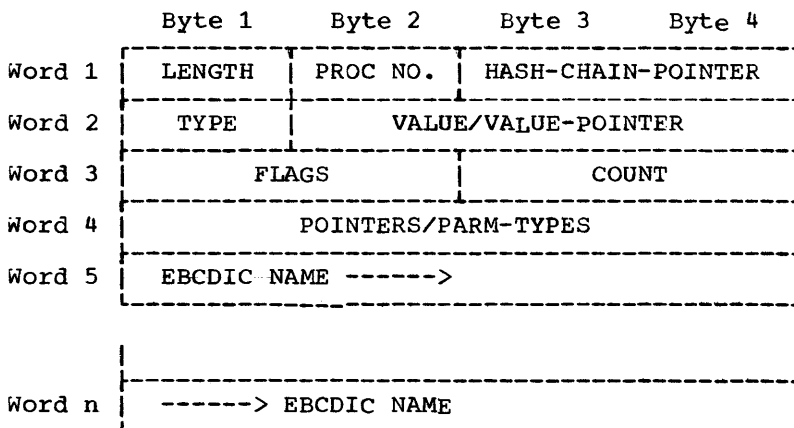 Byte 1 Byte 2 Byte 3 Byte 4
Word 1 LENGTH PROC NO. HASH-CHAIN-POINTER
Word 2 TYPE VALUE/VALUE-POINTER
Word 3 FLAGS COUNT
Word 4 POINTERS/PARM-TYPES
Word 5 EBCDIC NAME ------>
Word n ------> EBCDIC NAME